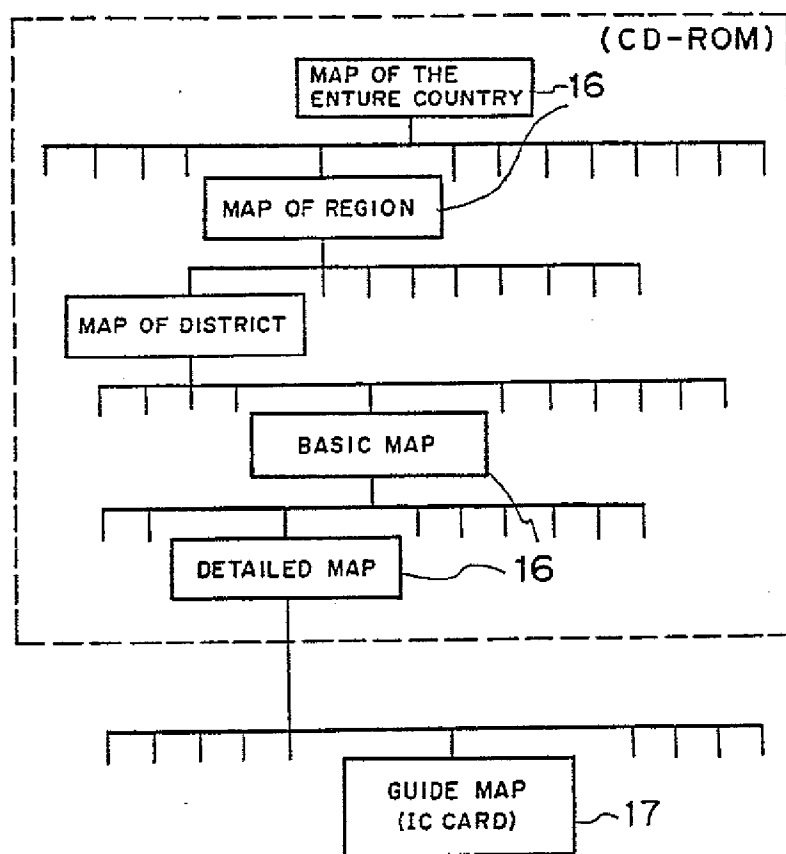 (CD-ROM)
MAP OF THE
ENTURE COUNTRY
16
MAP OF REGION
16
MAP OF DISTRICT
BASIC MAP
DETAILED MAP
16
GUIDE MAP
(IC CARD)
17